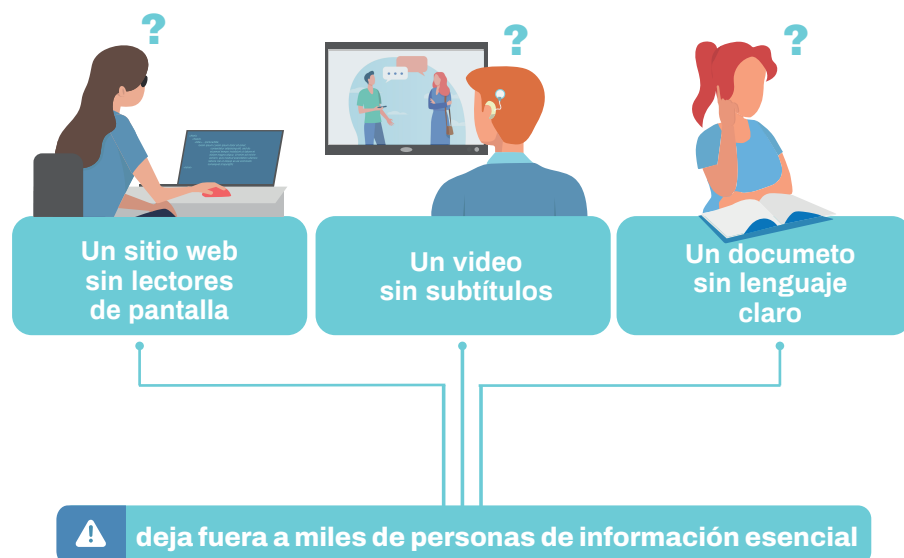 ?
?
?
Un sitio web
sin lectores
de pantalla
Un video
sin subtítulos
Un documeto
sin lenguaje
claro
deja fuera a miles de personas de información esencial